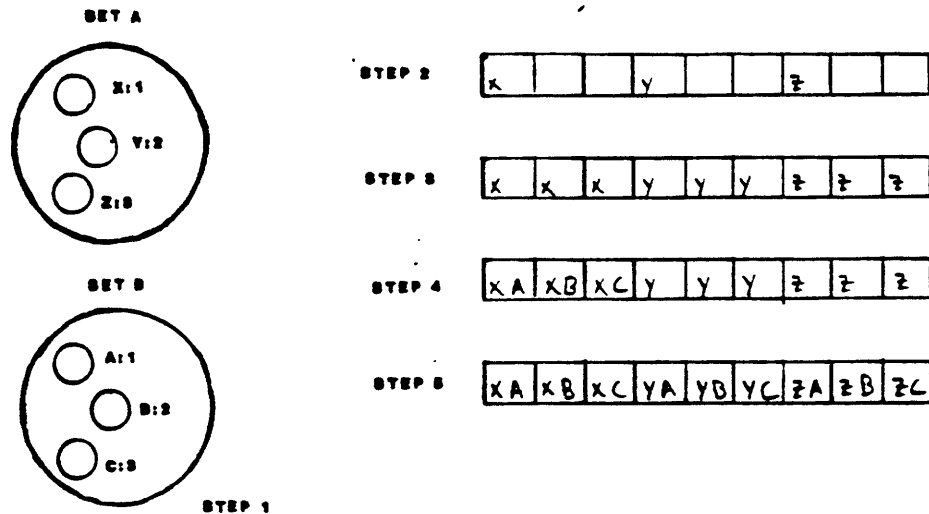 SET A
X:1
Y:2
Z:3
SET B
A:1
B:2
C:3
STEP 1
STEP 2
X Y Z
STEP 3
X X X Y Y Y Z Z Z
STEP 4
XA XB XC Y Y Y Z Z Z
STEP 5
XA XB XC YA YB YC ZA ZB ZC